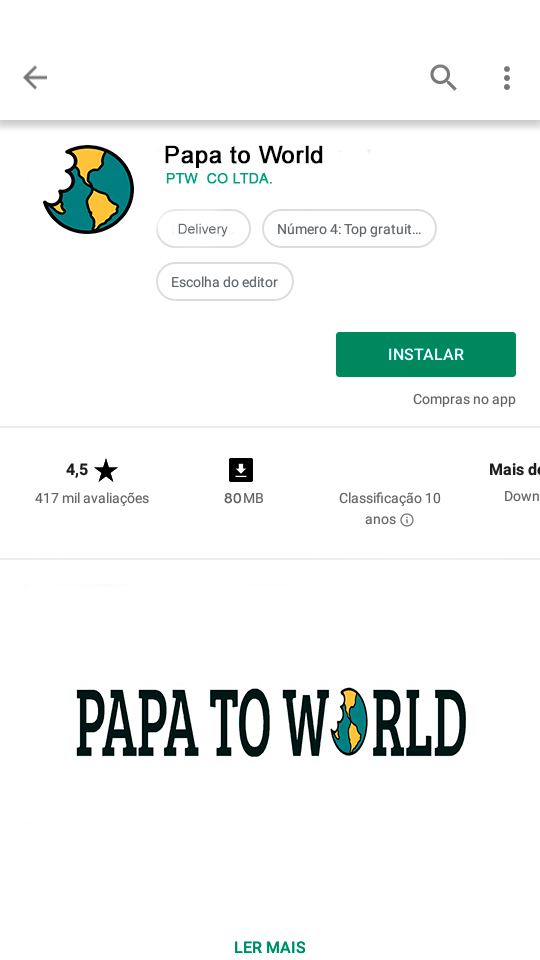 Papa to World
PTW CO LTDA.
Delivery
Número 4: Top gratuit...
Escolha do editor
INSTALAR
Compras no app
4,5
417 mil avaliações
80 MB
Classificação 10
anos
Mais de
Down
PAPA TO WORLD
LER MAIS